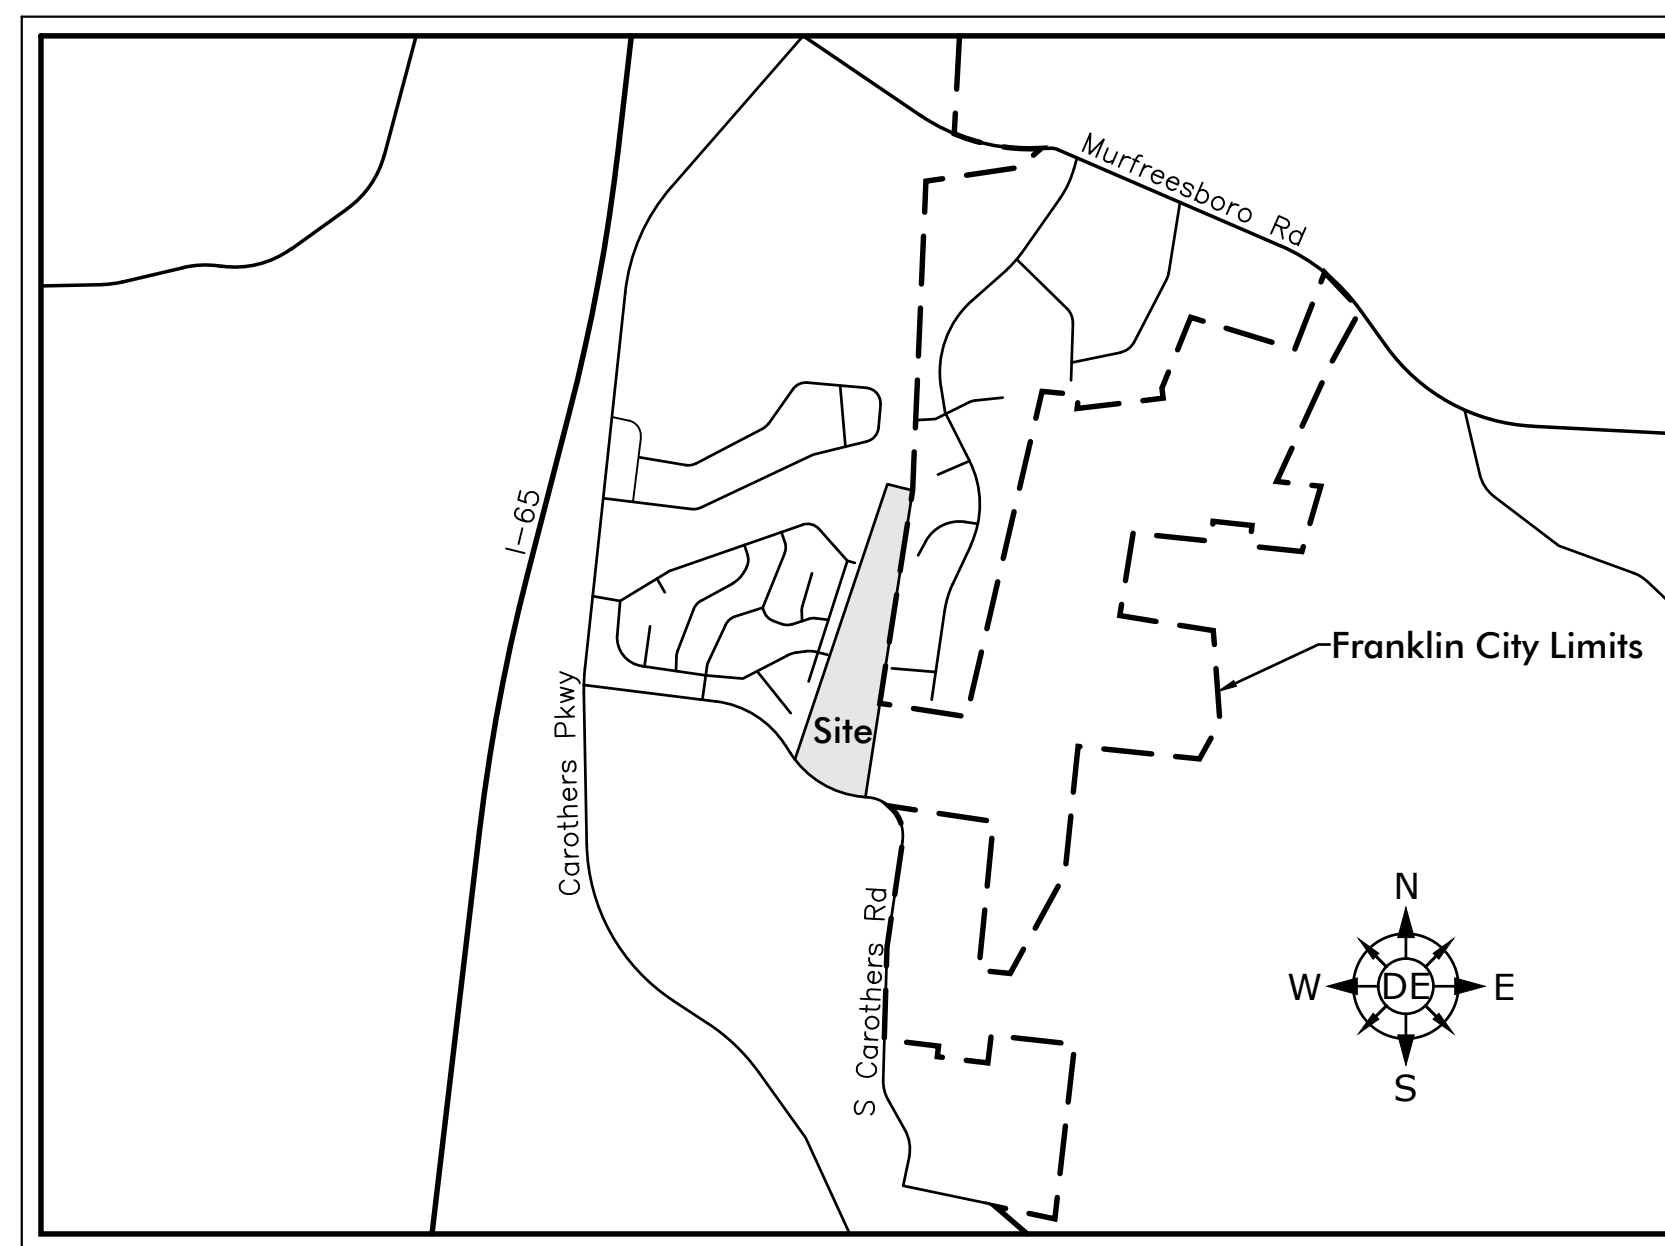 Murfreesboro Rd
I-65
Franklin City Limits
Carothers Pkwy
Site
S Carothers Rd
N
W DE E
S